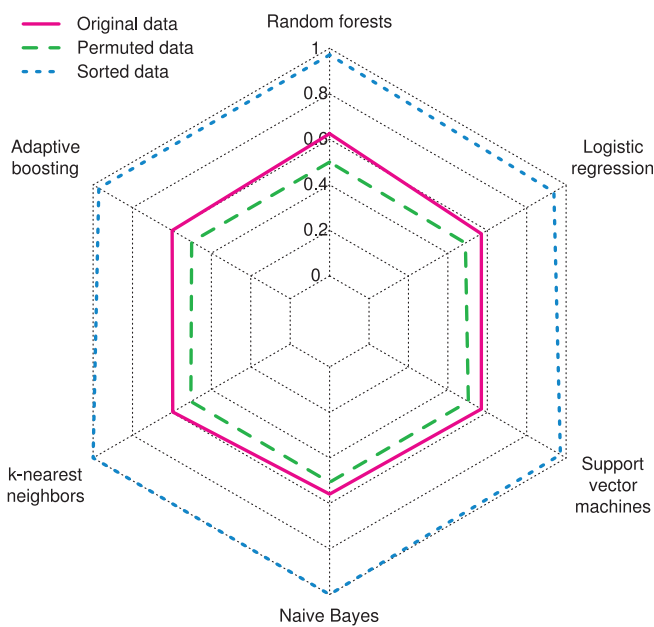 Original data
Permuted data
Sorted data
Random forests
1
0.8
0.6
0.4
0.2
0
Adaptive
boosting
Logistic
regression
k-nearest
neighbors
Support
vector
machines
Naive Bayes